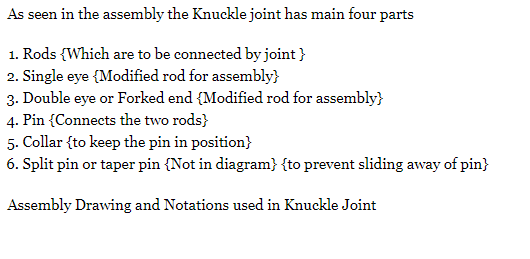 As seen in the assembly the Knuckle joint has main four parts
1. Rods {Which are to be connected by joint }
2. Single eye {Modified rod for assembly}
3. Double eye or Forked end {Modified rod for assembly}
4. Pin {Connects the two rods}
5. Collar {to keep the pin in position}
6. Split pin or taper pin {Not in diagram} {to prevent sliding away of pin}
Assembly Drawing and Notations used in Knuckle Joint